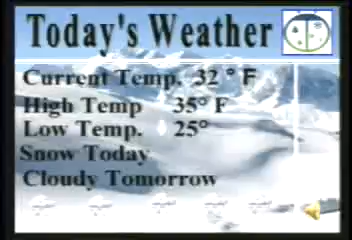 Today's Weather
Current Temp. 32 ° F
High Temp 35° F
Low Temp. 25°
Snow Today
Cloudy Tomorrow